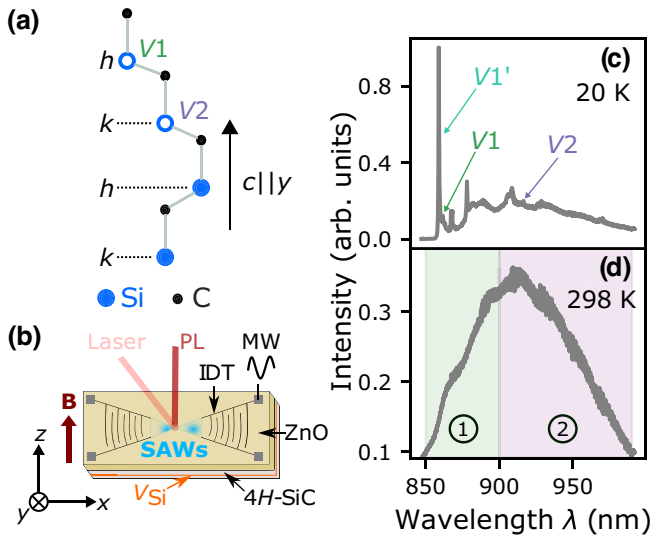 (a)
V1
h
V2
k
h
c||y
k
Si
C
(b)
Laser
PL
MW
IDT
B
z
SAWs
ZnO
x
y
VSi
4H-SiC
(c)
20 K
V1'
V1
V2
0.8
0.4
0.0
Intensity (arb. units)
(d)
298 K
0.3
0.2
0.1
1
2
850
900
950
Wavelength λ (nm)